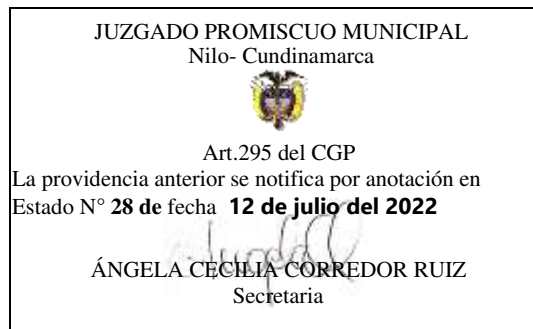 JUZGADO PROMISCUO MUNICIPAL
Nilo- Cundinamarca
Art.295 del CGP
La providencia anterior se notifica por anotación en
Estado N° 28 de fecha 12 de julio del 2022
ÁNGELA CECILIA CORREDOR RUIZ
Secretaria